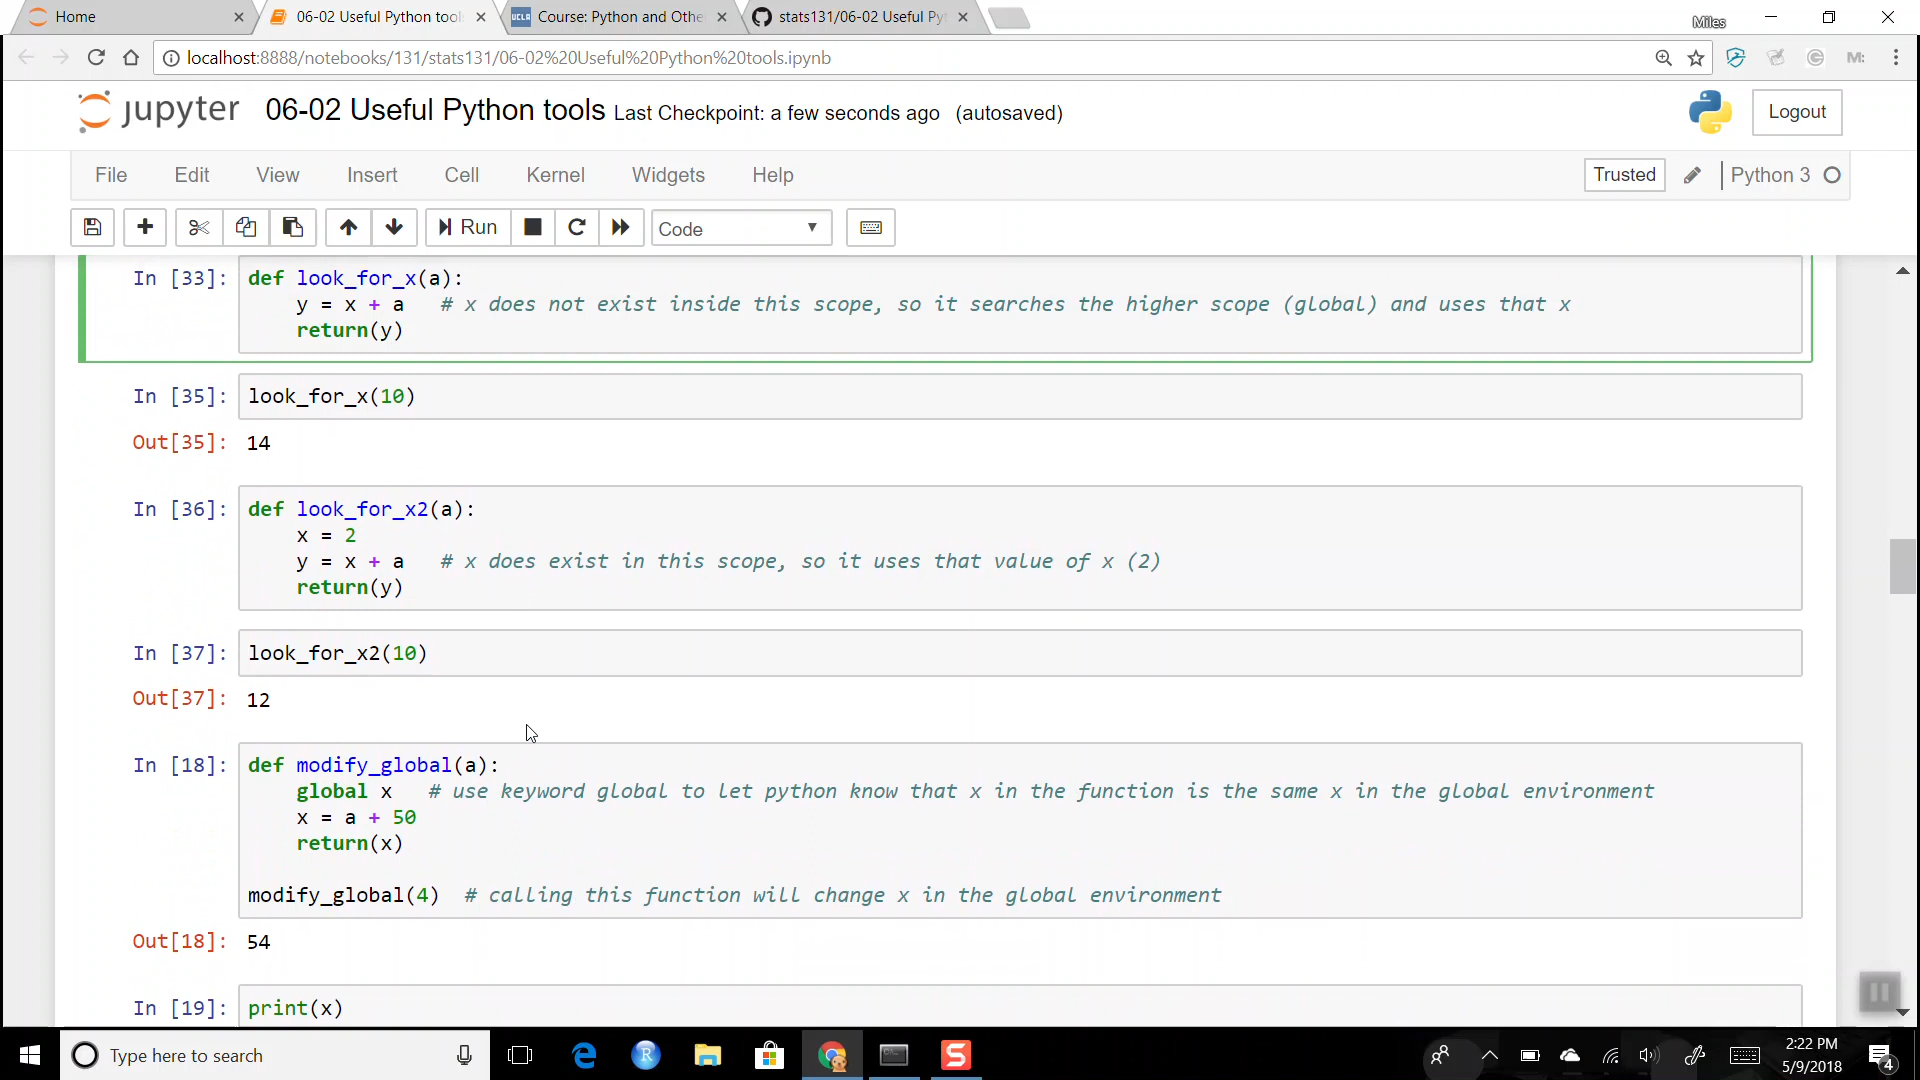 Home
06-02 Useful Python tool
UCLA Course: Python and Othe
stats131/06-02 Useful Py
Miles
localhost:8888/notebooks/131/stats131/06-02%20Useful%20Python%20tools.ipynb
M:
jupyter 06-02 Useful Python tools Last Checkpoint: a few seconds ago (autosaved)
Logout
File Edit View Insert Cell Kernel Widgets Help
Trusted Python 3
Run Code
In [33]: def look_for_x(a):
y = x + a # x does not exist inside this scope, so it searches the higher scope (global) and uses that x
return(y)
In [35]: look_for_x(10)
Out[35]: 14
In [36]: def look_for_x2(a):
x = 2
y = x + a # x does exist in this scope, so it uses that value of x (2)
return(y)
In [37]: look_for_x2(10)
Out[37]: 12
In [18]: def modify_global(a):
global x # use keyword global to let python know that x in the function is the same x in the global environment
x = a + 50
return(x)
modify_global(4) # calling this function will change x in the global environment
Out[18]: 54
In [19]: print(x)
Type here to search
R
S
2:22 PM
5/9/2018
4